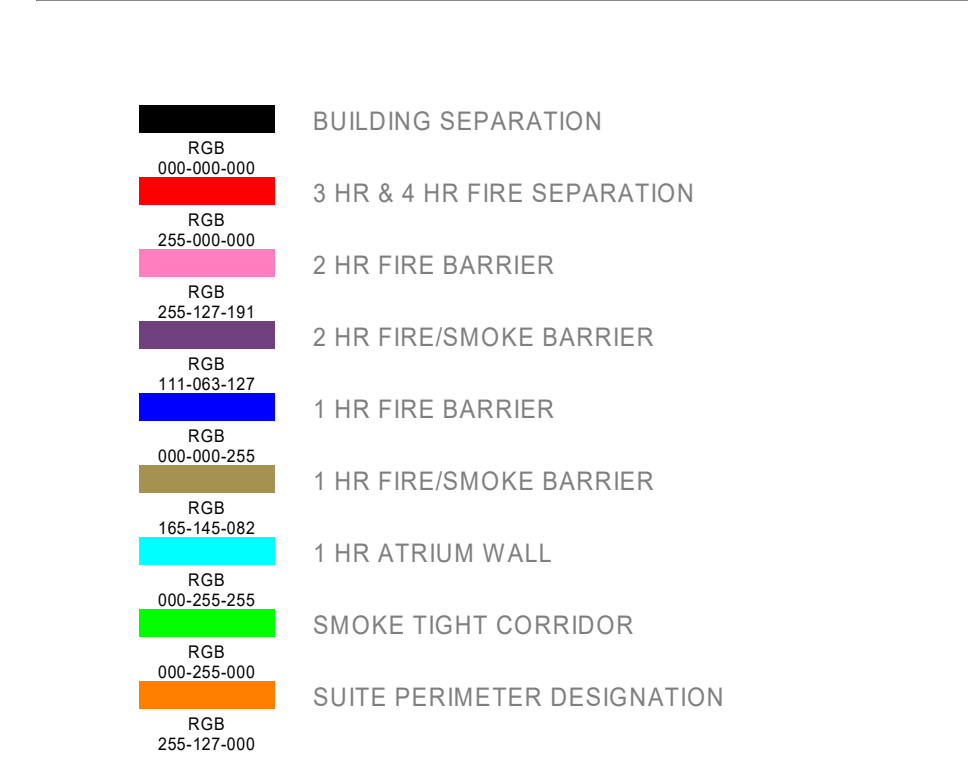 BUILDING SEPARATION
RGB
000-000-000
3 HR & 4 HR FIRE SEPARATION
RGB
255-000-000
2 HR FIRE BARRIER
RGB
255-127-191
2 HR FIRE/SMOKE BARRIER
RGB
111-063-127
1 HR FIRE BARRIER
RGB
000-000-255
1 HR FIRE/SMOKE BARRIER
RGB
165-145-082
1 HR ATRIUM WALL
RGB
000-255-255
SMOKE TIGHT CORRIDOR
RGB
000-255-000
SUITE PERIMETER DESIGNATION
RGB
255-127-000